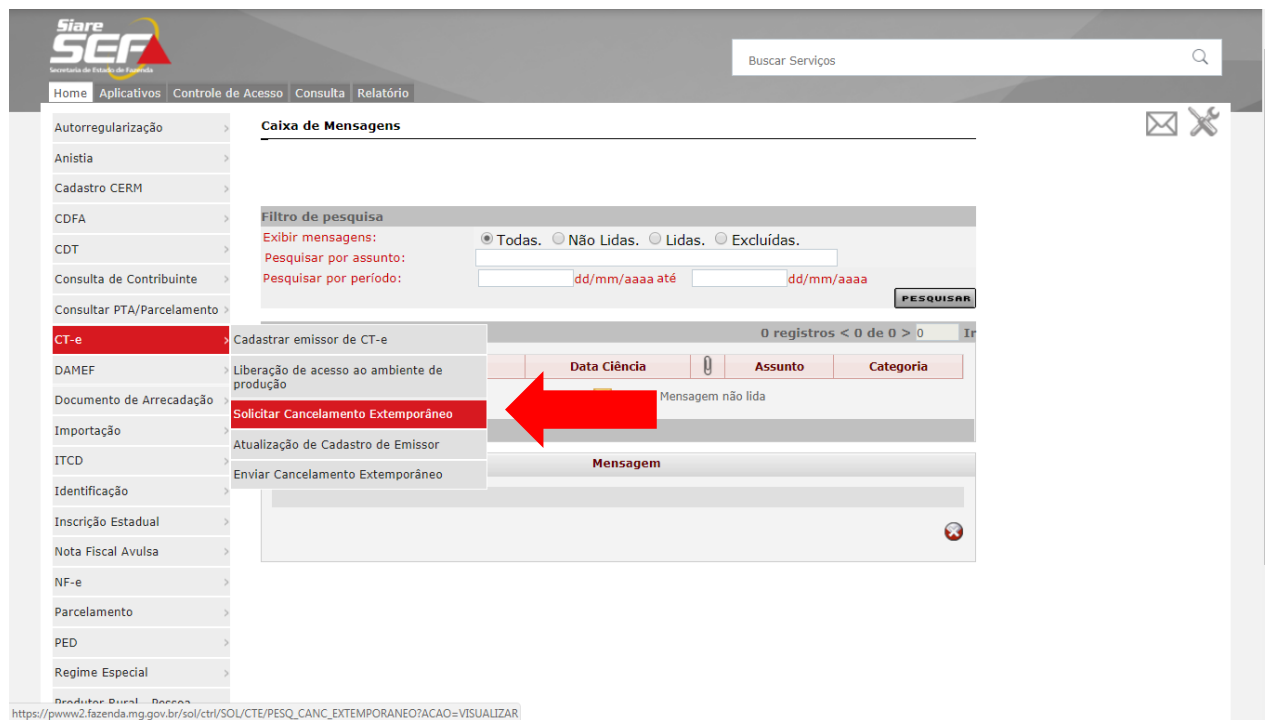 Siare
SEF
Secretaria de Estado de Fazenda
Buscar Serviços
Home Aplicativos Controle de Acesso Consulta Relatório
Autorregularização
Anistia
Cadastro CERM
CDFA
CDT
Consulta de Contribuinte
Consultar PTA/Parcelamento
CT-e
DAMEF
Documento de Arrecadação
Importação
ITCD
Identificação
Inscrição Estadual
Nota Fiscal Avulsa
NF-e
Parcelamento
PED
Regime Especial
Produtor Rural - Pessoa
Cadastrar emissor de CT-e
Liberação de acesso ao ambiente de
produção
Solicitar Cancelamento Extemporâneo
Atualização de Cadastro de Emissor
Enviar Cancelamento Extemporâneo
Caixa de Mensagens
Filtro de pesquisa
Exibir mensagens: Todas. Não Lidas. Lidas. Excluídas.
Pesquisar por assunto:
Pesquisar por período: dd/mm/aaaa até dd/mm/aaaa
PESQUISAR
0 registros < 0 de 0 > 0 Ir
Data Ciência Assunto Categoria
Mensagem não lida
Mensagem
https://pwww2.fazenda.mg.gov.br/sol/ctrl/SOL/CTE/PESQ_CANC_EXTEMPORANEO?ACAO=VISUALIZAR